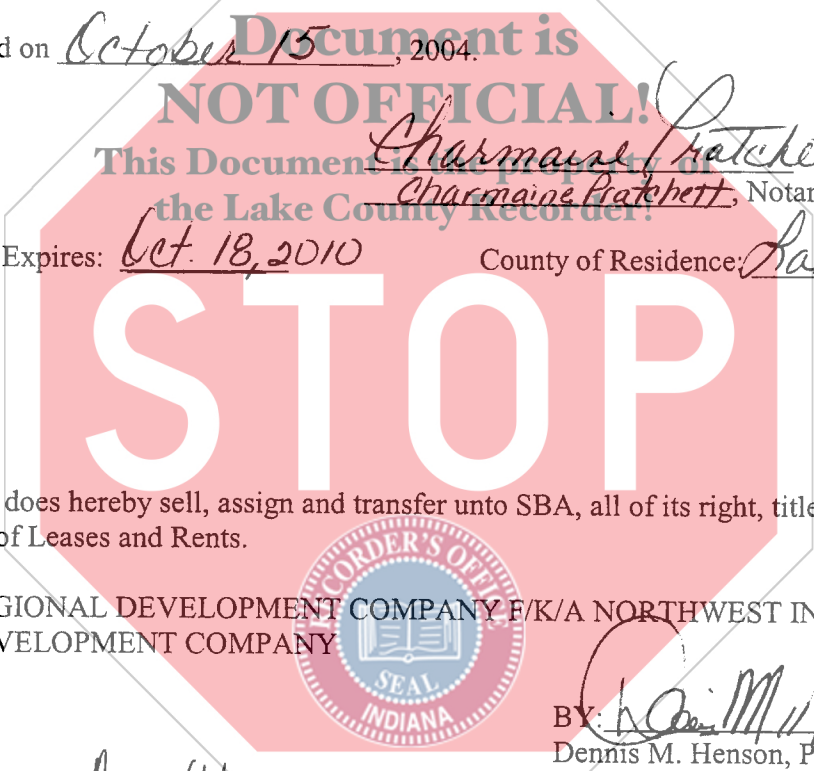 Document is
d on October 15, 2004.
NOT OFFICIAL!
Charmaine Pratche
This Document is the property of
Charmaine Pratchett, Notar
the Lake County Recorder!
Expires: Oct. 18, 2010 County of Residence: La
STOP
does hereby sell, assign and transfer unto SBA, all of its right, title
of Leases and Rents.
RECORDER'S OFFICE
GIONAL DEVELOPMENT COMPANY F/K/A NORTHWEST IN
VELOPMENT COMPANY
SEAL
INDIANA
BY:
Dennis M. Henson, P